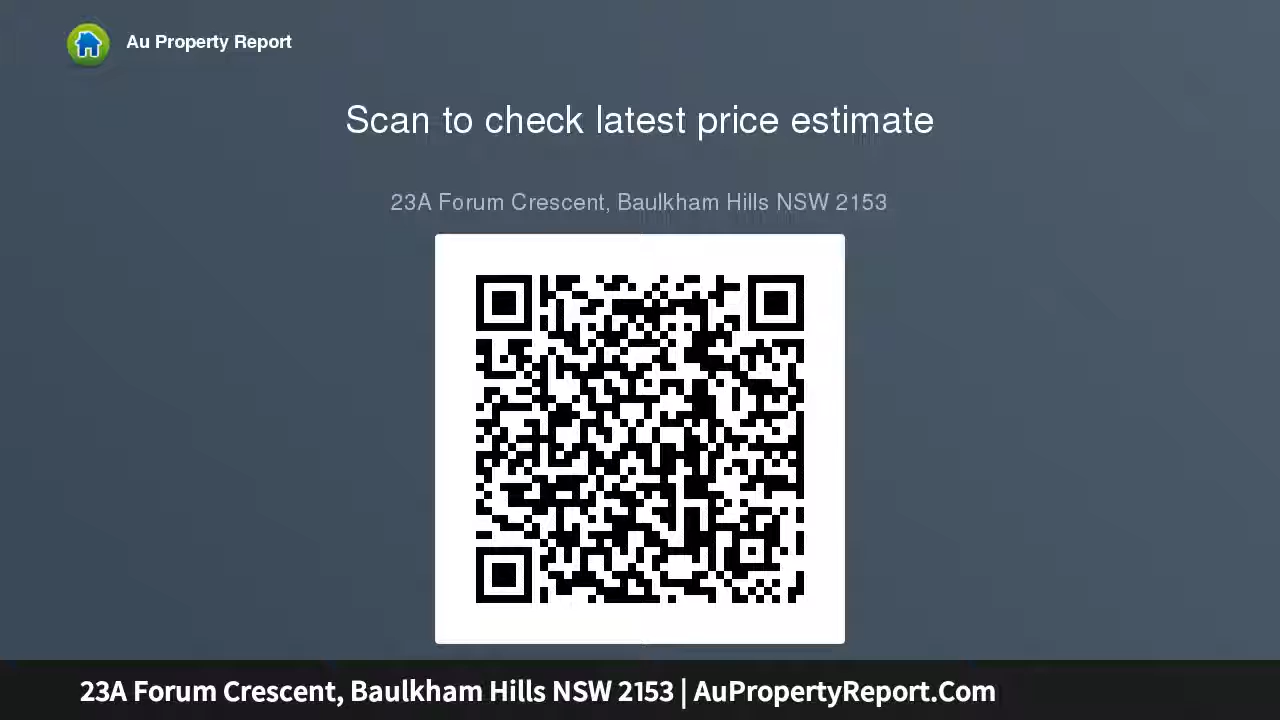 Au Property Report
Scan to check latest price estimate
23A Forum Crescent, Baulkham Hills NSW 2153
23A Forum Crescent, Baulkham Hills NSW 2153 | AuPropertyReport.Com